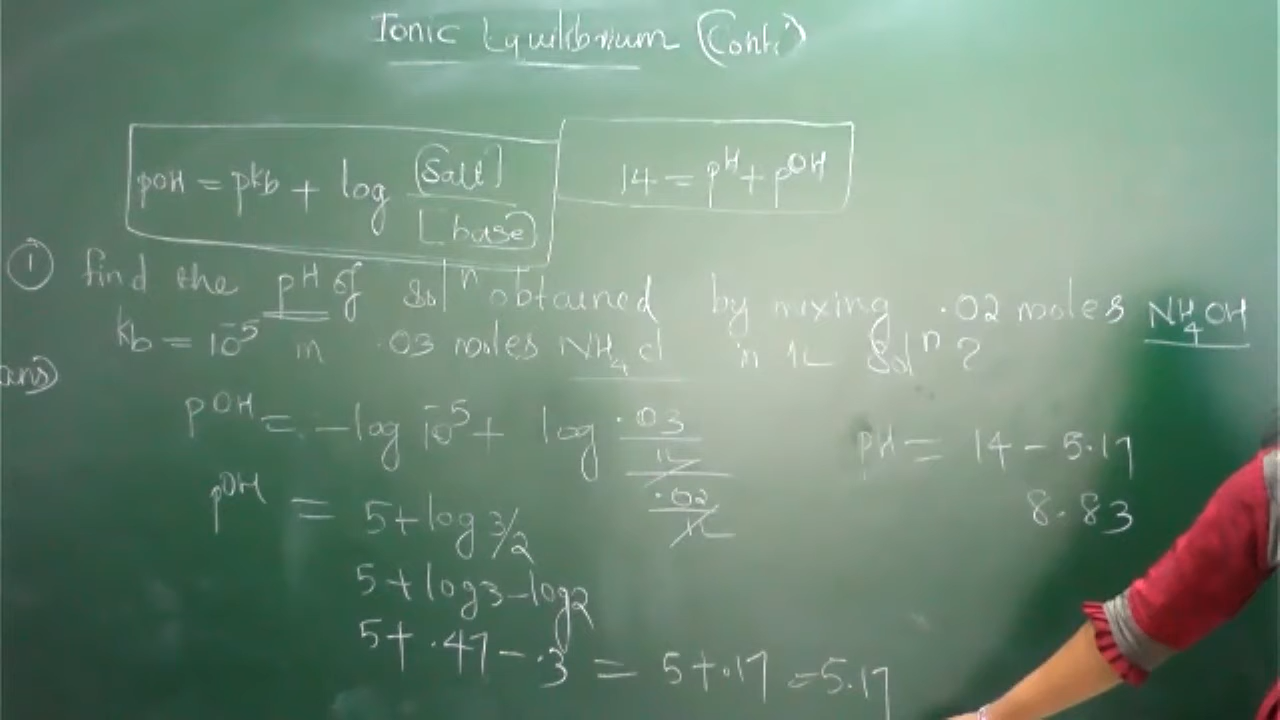 Ionic Equilibrium (Cont:)
pOH = pkb + log [Salt] / [base]
14 = pH + pOH
① find the pH of solⁿ obtained by mixing .02 moles NH₄OH
kb = 10⁻⁵ m .03 moles NH₄Cl in 1L Solⁿ ?
ans)
pOH = -log 10⁻⁵ + log (.03 / 1L) / (.02 / 1L)
pOH = 5 + log 3/2
5 + log3 - log2
5 + .47 - .3 = 5 + .17 = 5.17
pH = 14 - 5.17
8.83